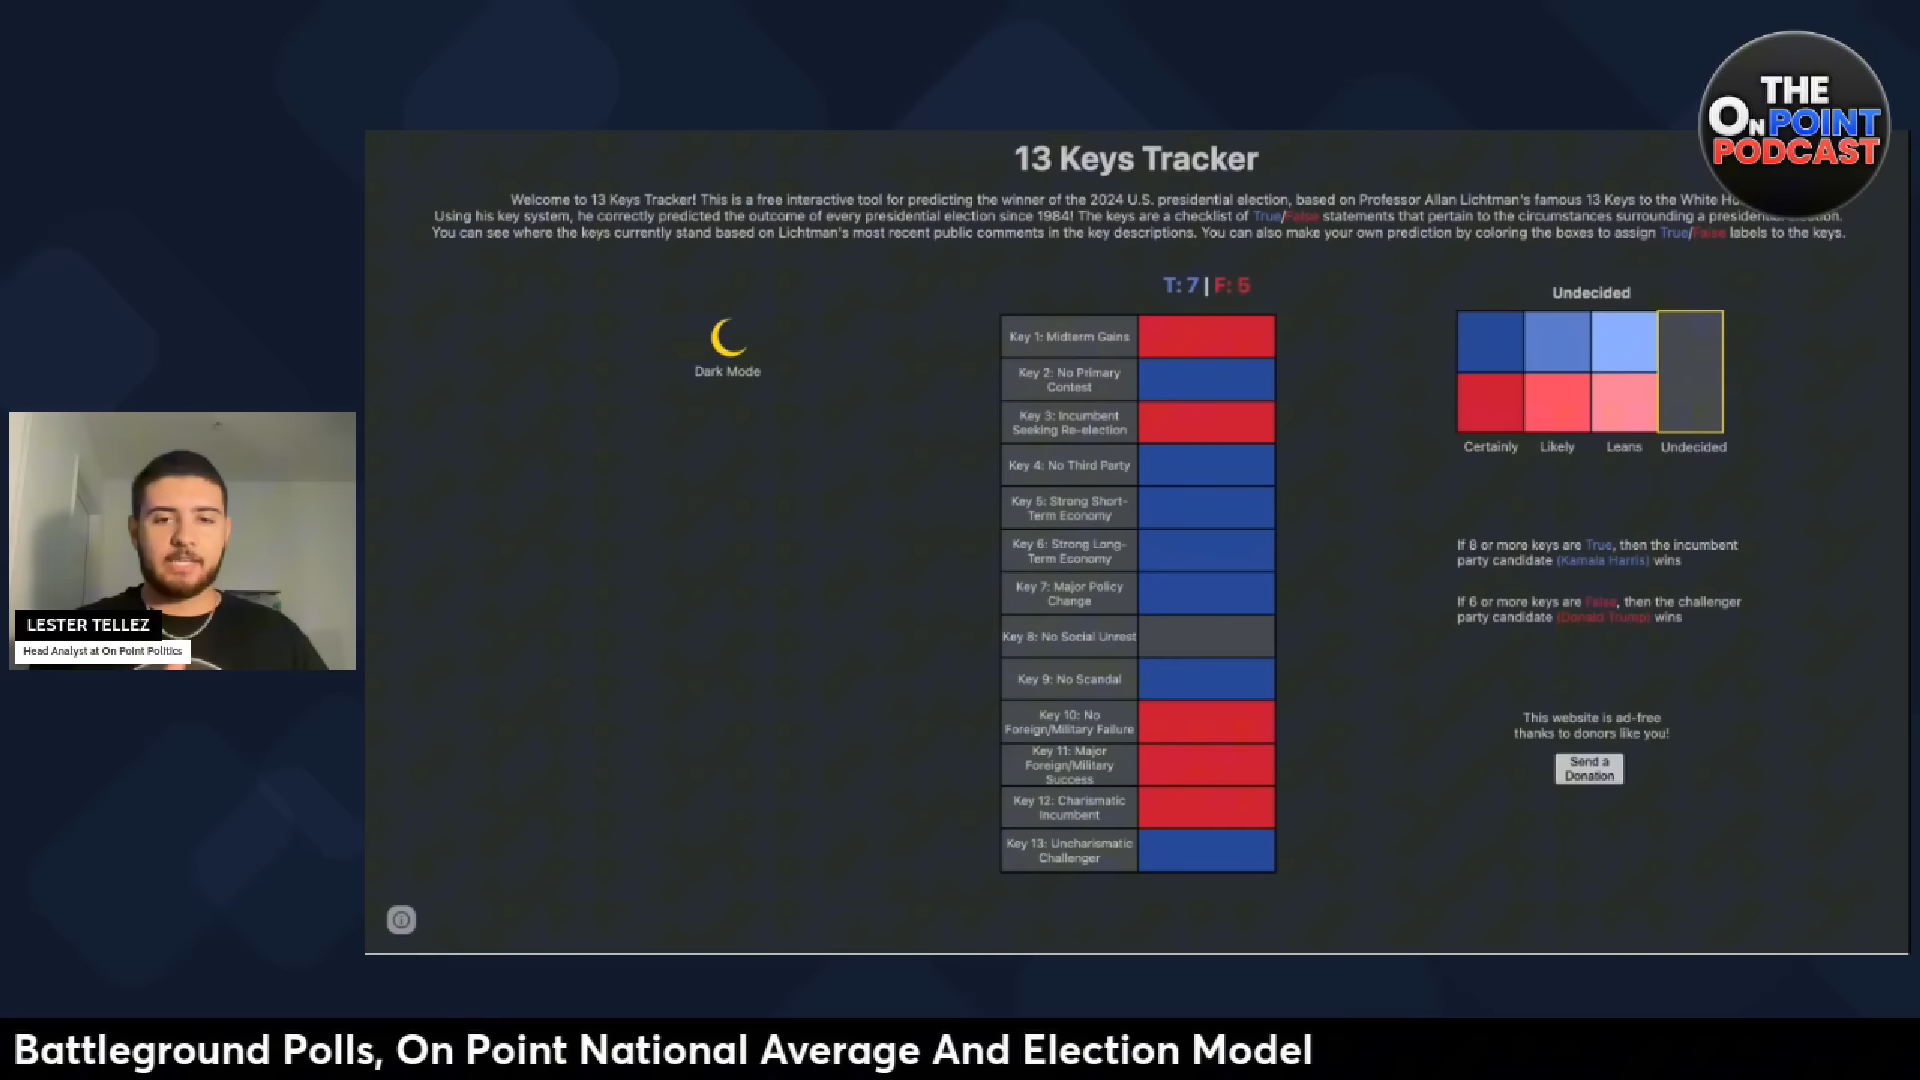 THE
ON POINT
PODCAST
13 Keys Tracker
Welcome to 13 Keys Tracker! This is a free interactive tool for predicting the winner of the 2024 U.S. presidential election, based on Professor Allan Lichtman's famous 13 Keys to the White
Using his key system, he correctly predicted the outcome of every presidential election since 1984! The keys are a checklist of True/False statements that pertain to the circumstances surrounding a
You can see where the keys currently stand based on Lichtman's most recent public comments in the key descriptions. You can also make your own prediction by coloring the boxes to assign True/False labels to the keys.
T: 7 | F: 5
Dark Mode
Key 1: Midterm Gains
Key 2: No Primary
Contest
Key 3: Incumbent
Seeking Re-election
Key 4: No Third Party
Key 5: Strong Short-
Term Economy
Key 6: Strong Long-
Term Economy
Key 7: Major Policy
Change
Key 8: No Social Unrest
Key 9: No Scandal
Key 10: No
Foreign/Military Failure
Key 11: Major
Foreign/Military
Success
Key 12: Charismatic
Incumbent
Key 13: Uncharismatic
Challenger
Undecided
Certainly Likely Leans Undecided
If 8 or more keys are True, then the incumbent
party candidate (Kamala Harris) wins
If 6 or more keys are False, then the challenger
party candidate (Donald Trump) wins
This website is ad-free
thanks to donors like you!
Send a
Donation
LESTER TELLEZ
Head Analyst at On Point Politics
Battleground Polls, On Point National Average And Election Model